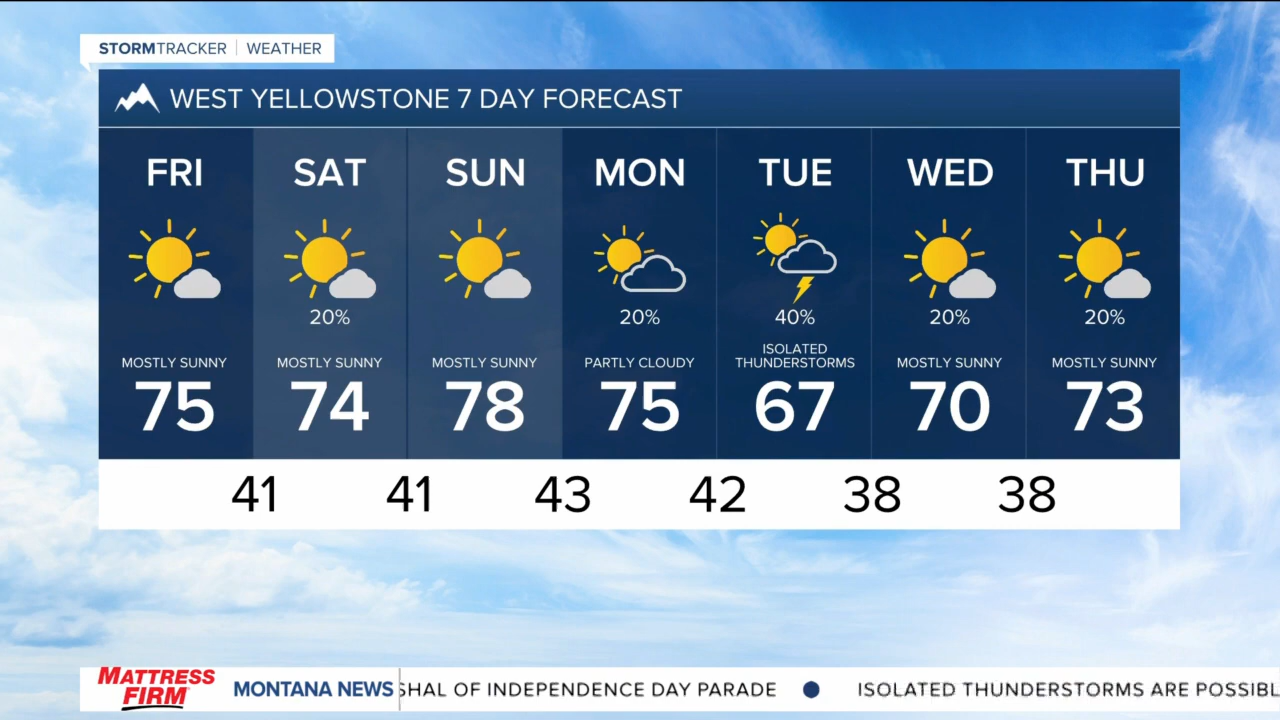 STORMTRACKER | WEATHER
WEST YELLOWSTONE 7 DAY FORECAST
FRI SAT SUN MON TUE WED THU
20% 20% 40% 20% 20%
MOSTLY SUNNY MOSTLY SUNNY MOSTLY SUNNY PARTLY CLOUDY ISOLATED THUNDERSTORMS MOSTLY SUNNY MOSTLY SUNNY
75 74 78 75 67 70 73
41 41 43 42 38 38
MATTRESS
FIRM
MONTANA NEWS SHAL OF INDEPENDENCE DAY PARADE ● ISOLATED THUNDERSTORMS ARE POSSIBL